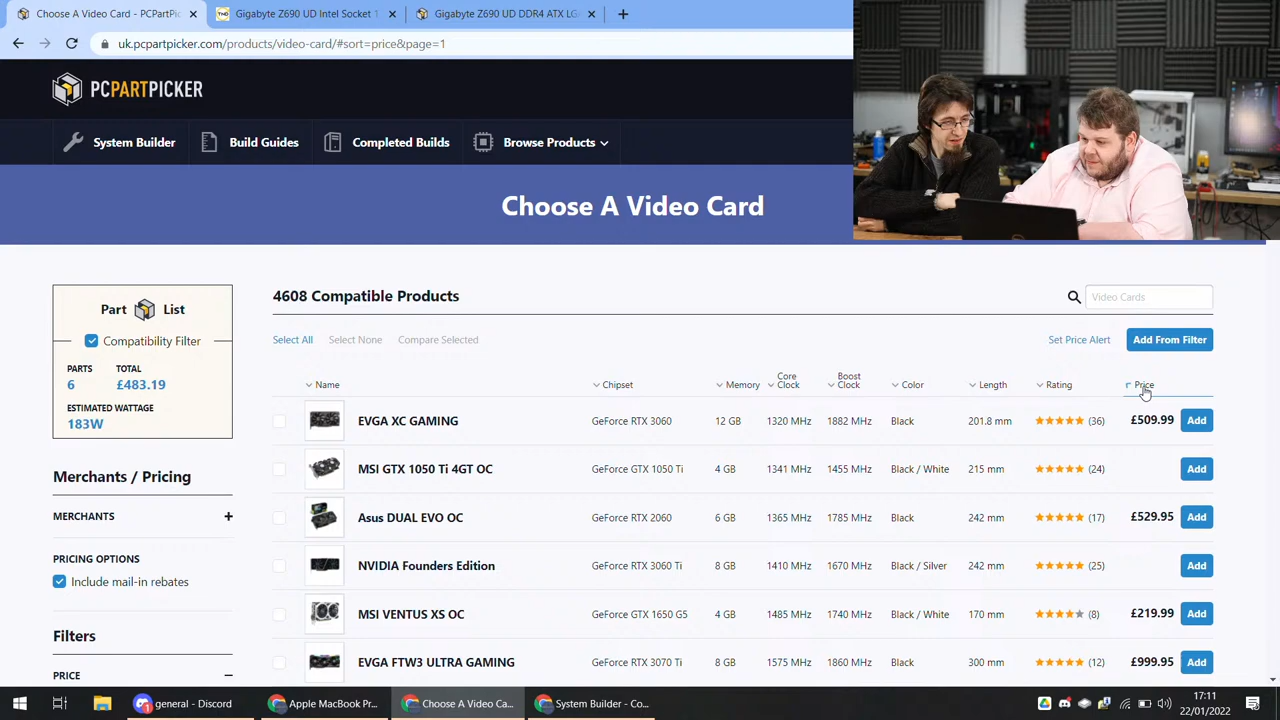 Choose A Video Card - PCPartPic
Gigabyte Z690 UD Intel Socket 1
Gigabyte Z690 UD DDR4 ATX LGA
uk.pcpartpicker.com/products/video-card/#sort=price&page=1
PCPARTPICKER
System Builder
Build Guides
Completed Builds
Browse Products
Choose A Video Card
Part List
Compatibility Filter
PARTS TOTAL
6 £483.19
ESTIMATED WATTAGE
183W
Merchants / Pricing
MERCHANTS +
PRICING OPTIONS
Include mail-in rebates
Filters
PRICE −
4608 Compatible Products
Video Cards
Select All Select None Compare Selected Set Price Alert Add From Filter
Name Chipset Memory Core Clock Boost Clock Color Length Rating Price
EVGA XC GAMING GeForce RTX 3060 12 GB 1320 MHz 1882 MHz Black 201.8 mm (36) £509.99 Add
MSI GTX 1050 Ti 4GT OC GeForce GTX 1050 Ti 4 GB 1341 MHz 1455 MHz Black / White 215 mm (24) Add
Asus DUAL EVO OC GeForce RTX 2060 6 GB 1365 MHz 1785 MHz Black 242 mm (17) £529.95 Add
NVIDIA Founders Edition GeForce RTX 3060 Ti 8 GB 1410 MHz 1670 MHz Black / Silver 242 mm (25) Add
MSI VENTUS XS OC GeForce GTX 1650 G5 4 GB 1485 MHz 1740 MHz Black / White 170 mm (8) £219.99 Add
EVGA FTW3 ULTRA GAMING GeForce RTX 3070 Ti 8 GB 1575 MHz 1860 MHz Black 300 mm (12) £999.95 Add
general - Discord
Apple MacBook P
Choose A Video Ca...
System Builder - Co...
17:11
22/01/2022